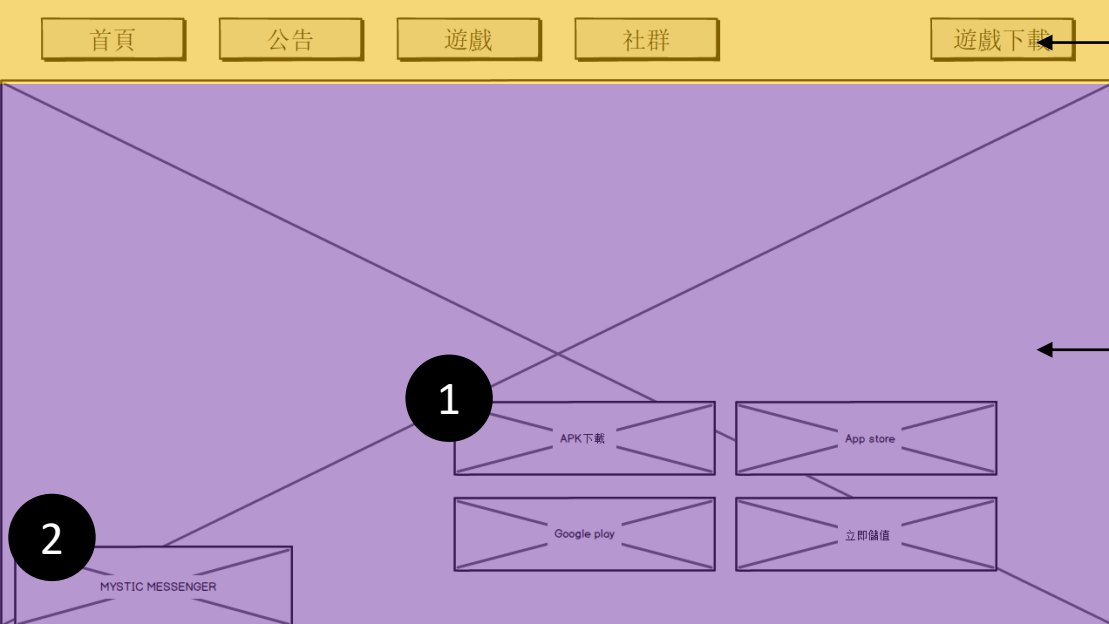 首頁
公告
遊戲
社群
遊戲下載
1
APK下載
App store
Google play
立即儲值
2
MYSTIC MESSENGER